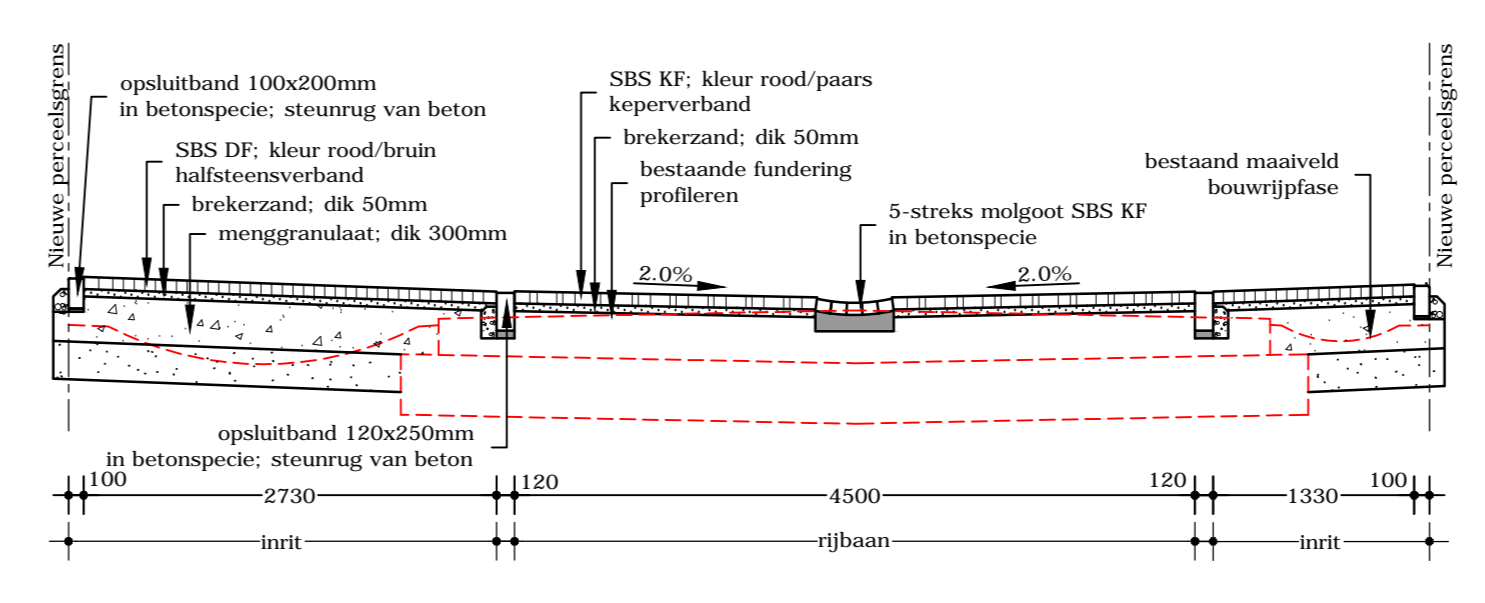 Nieuwe perceelsgrens
opsluitband 100x200mm
in betonspecie; steunrug van beton
SBS DF; kleur rood/bruin
halfsteensverband
brekerzand; dik 50mm
menggranulaat; dik 300mm
SBS KF; kleur rood/paars
keperverband
brekerzand; dik 50mm
bestaande fundering
profileren
5-streks molgoot SBS KF
in betonspecie
bestaand maaiveld
bouwrijpfase
Nieuwe perceelsgrens
2.0%
2.0%
opsluitband 120x250mm
in betonspecie; steunrug van beton
100
2730
120
4500
120
1330
100
inrit
rijbaan
inrit